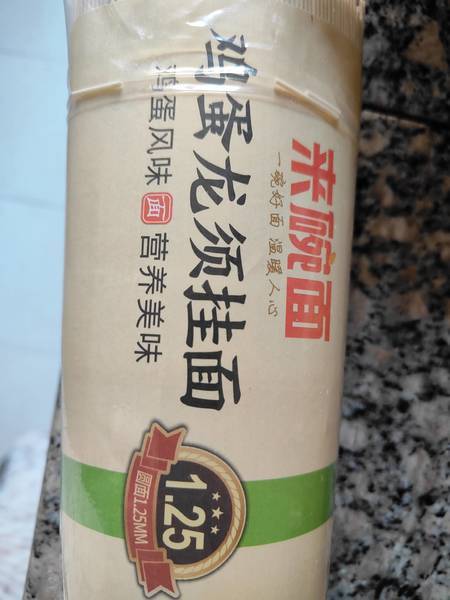 来碗面
一碗好面 温暖人心
鸡蛋龙须挂面
鸡蛋风味 面 营养美味
1.25
圆面1.25MM